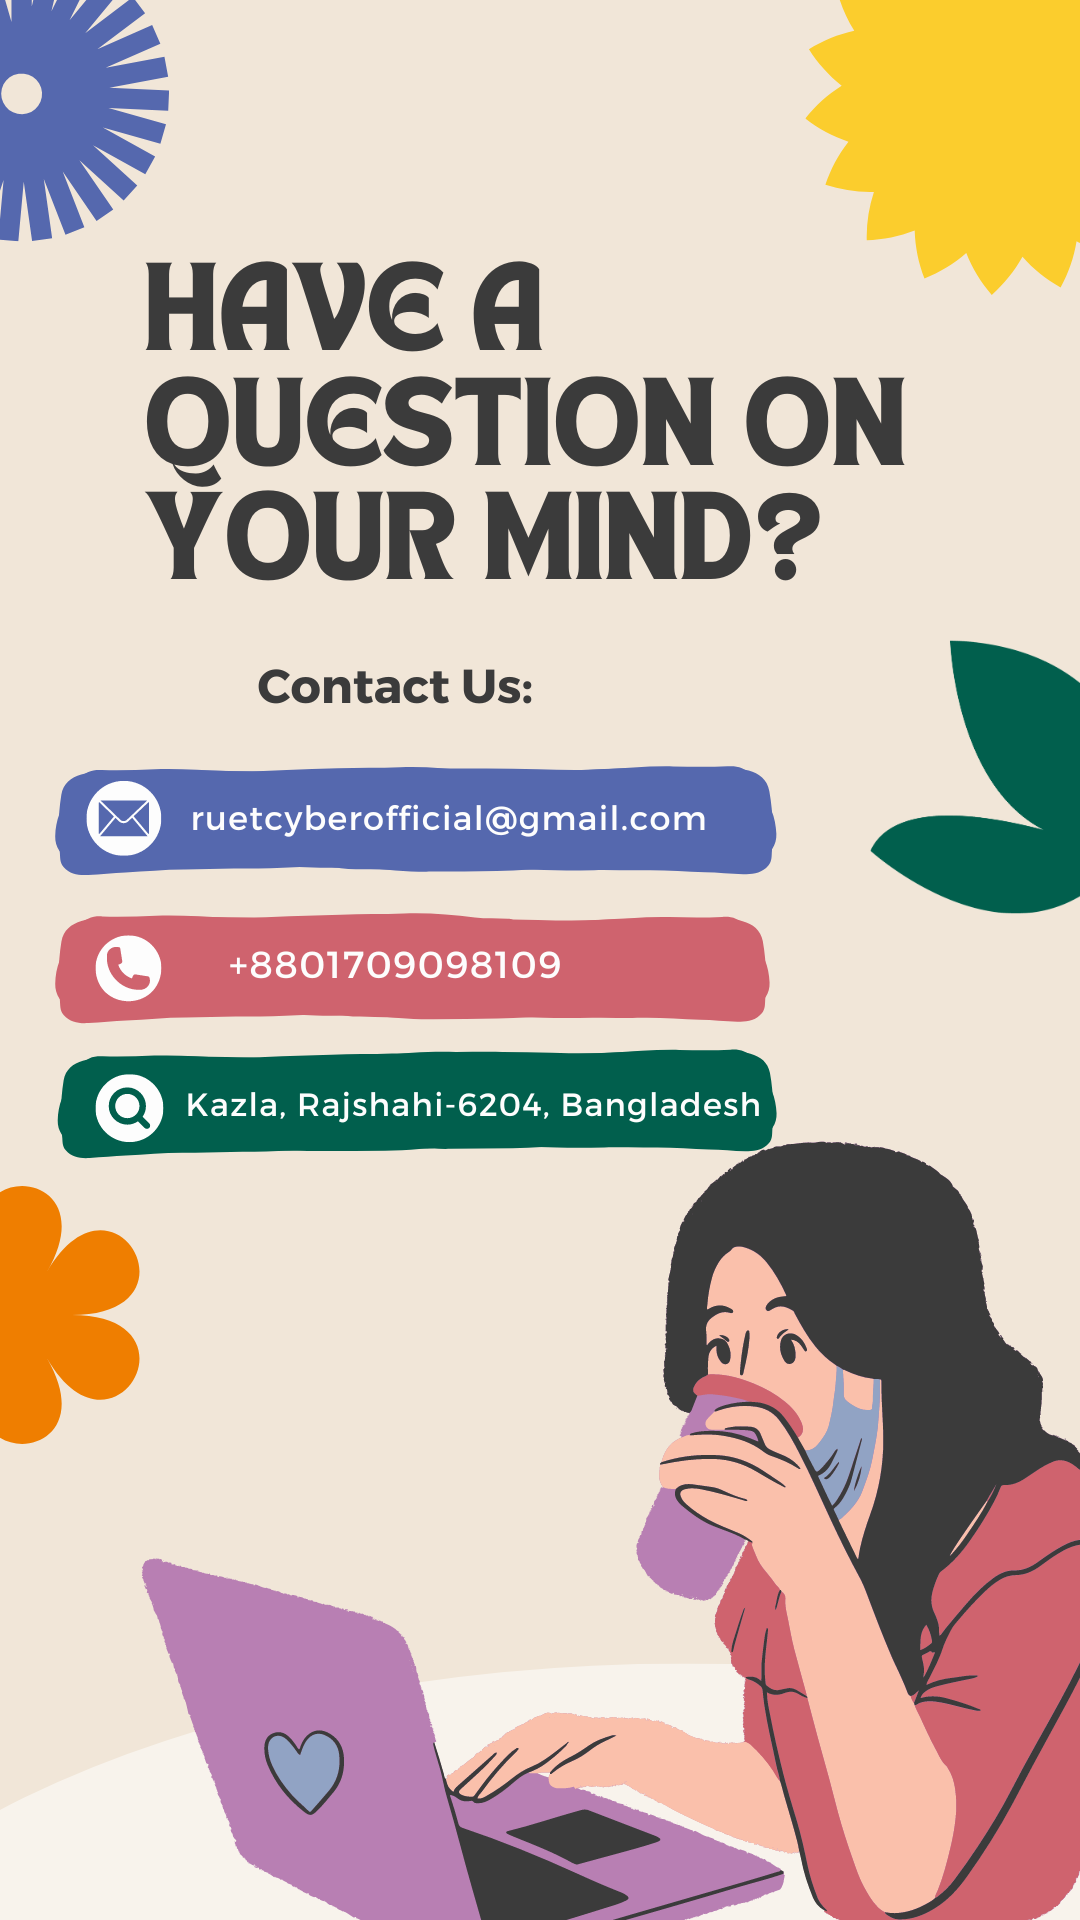 HAVE A
QUESTION ON
YOUR MIND?
Contact Us:
ruetcyberofficial@gmail.com
+8801709098109
Kazla, Rajshahi-6204, Bangladesh